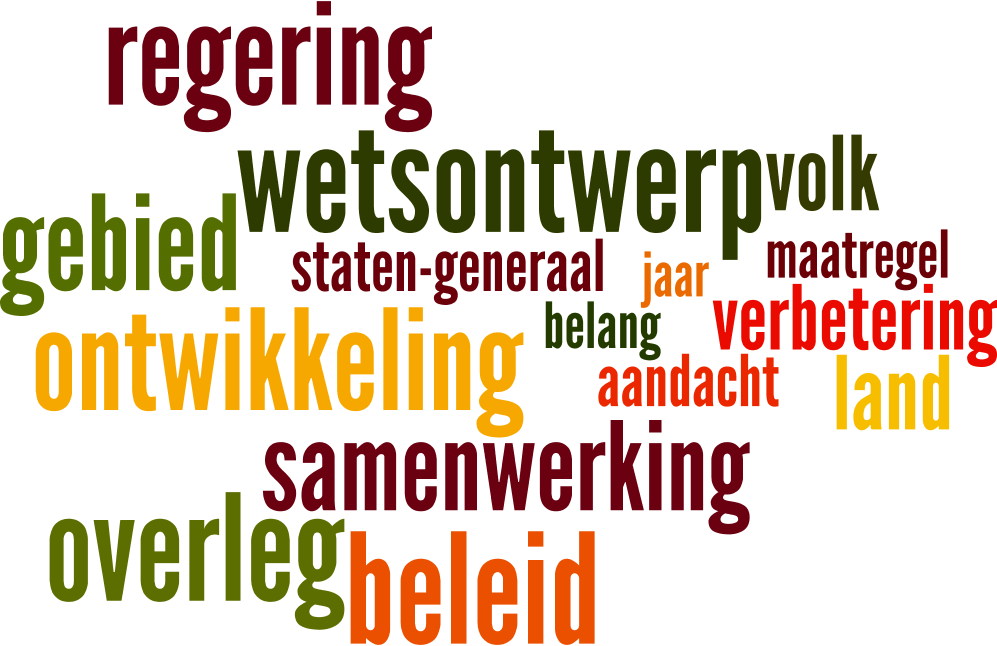 regering
wetsontwerp volk
gebied
staten-generaal jaar maatregel
ontwikkeling belang verbetering
aandacht land
samenwerking
overleg beleid